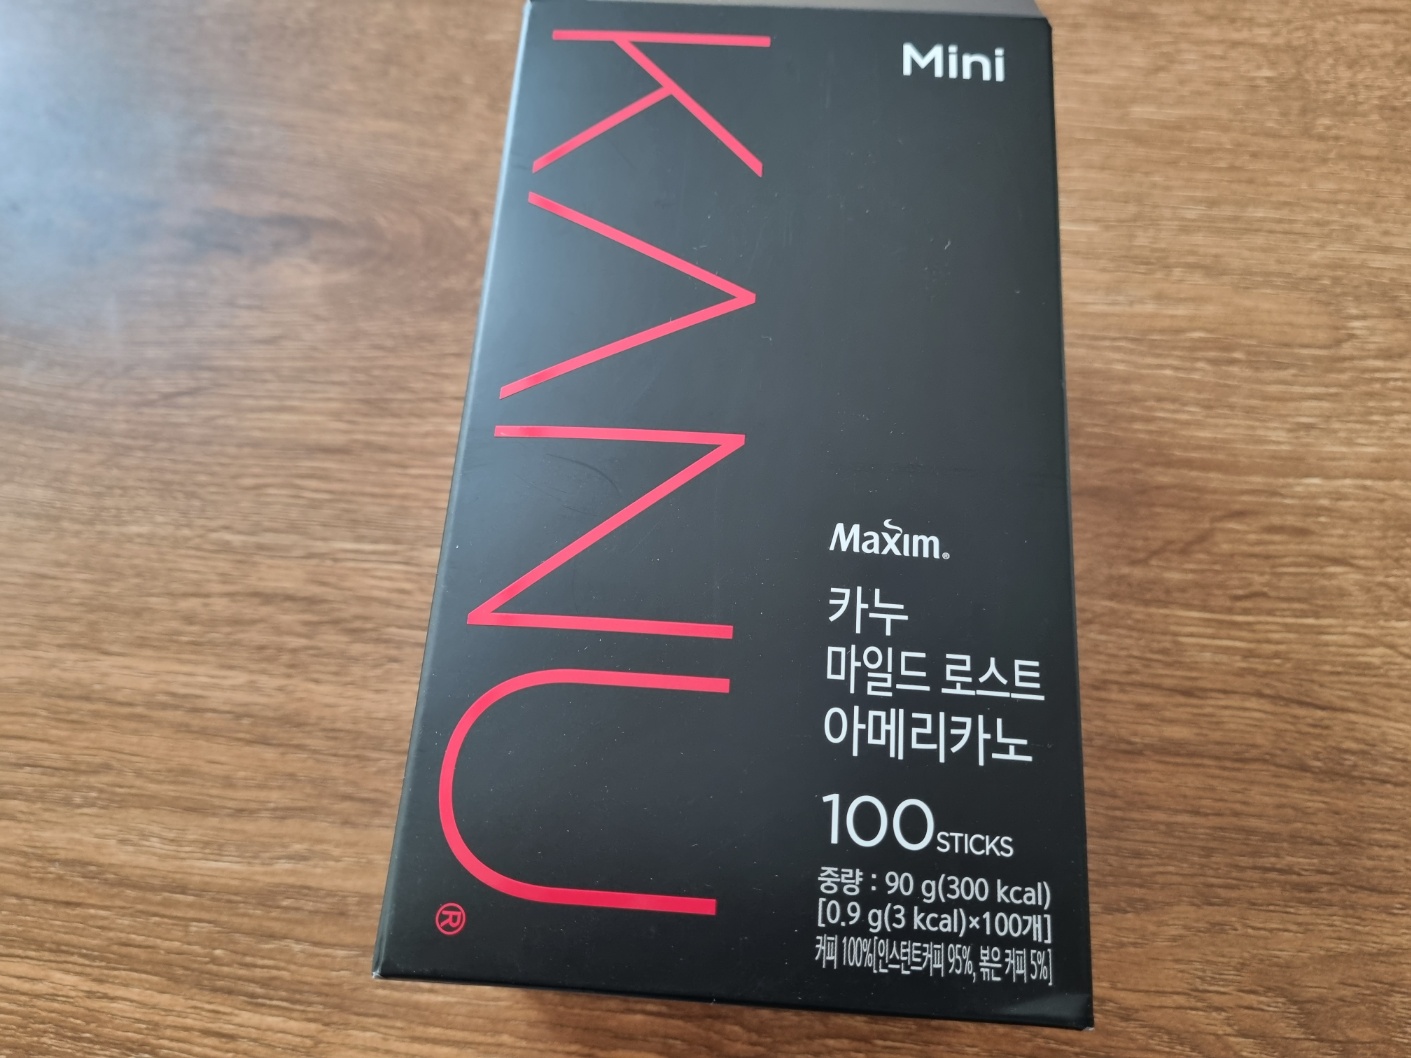 KANU®
Mini
Maxim®
카누
마일드 로스트
아메리카노
100 STICKS
중량 : 90 g(300 kcal)
[0.9 g(3 kcal)×100개]
커피 100%[인스턴트커피 95%, 볶은 커피 5%]